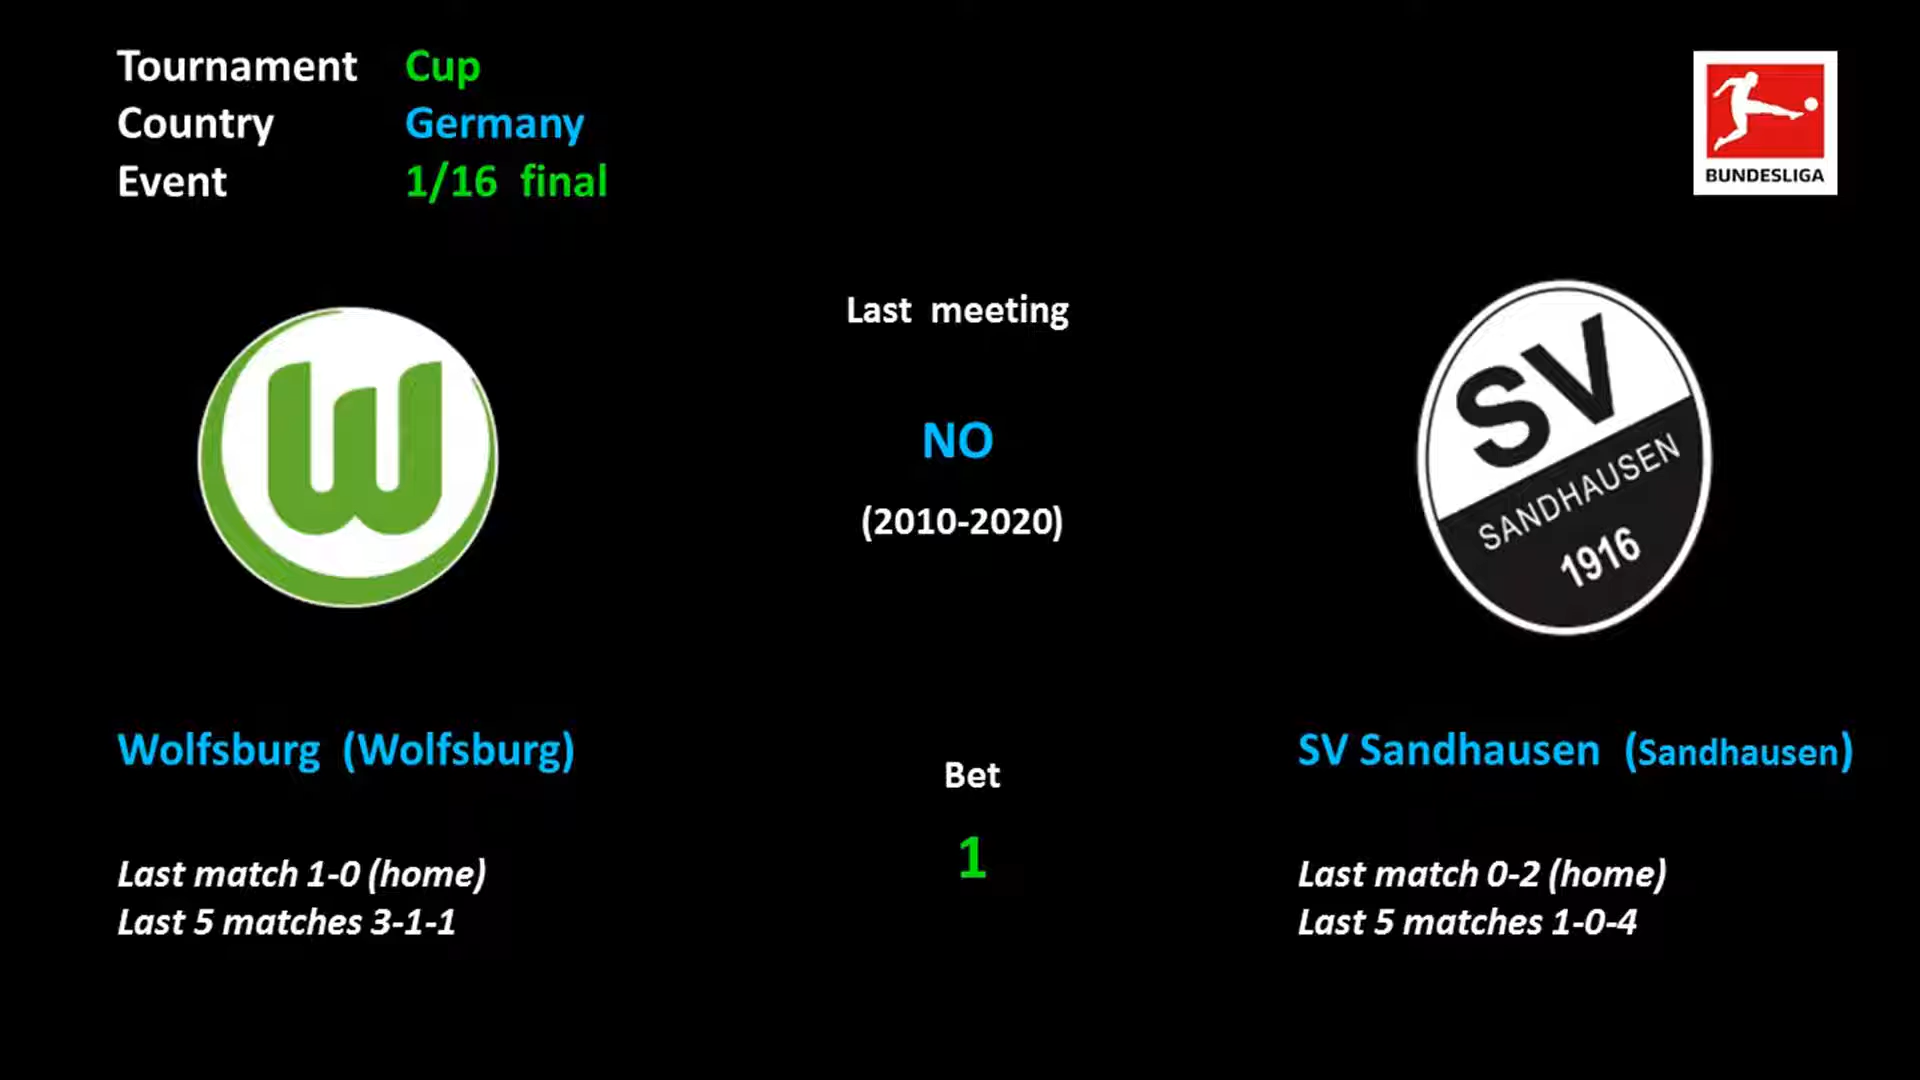 Tournament Cup
Country Germany
Event 1/16 final
BUNDESLIGA
Last meeting
NO
(2010-2020)
W
SV
SANDHAUSEN
1916
Wolfsburg (Wolfsburg)
SV Sandhausen (Sandhausen)
Bet
1
Last match 1-0 (home)
Last 5 matches 3-1-1
Last match 0-2 (home)
Last 5 matches 1-0-4